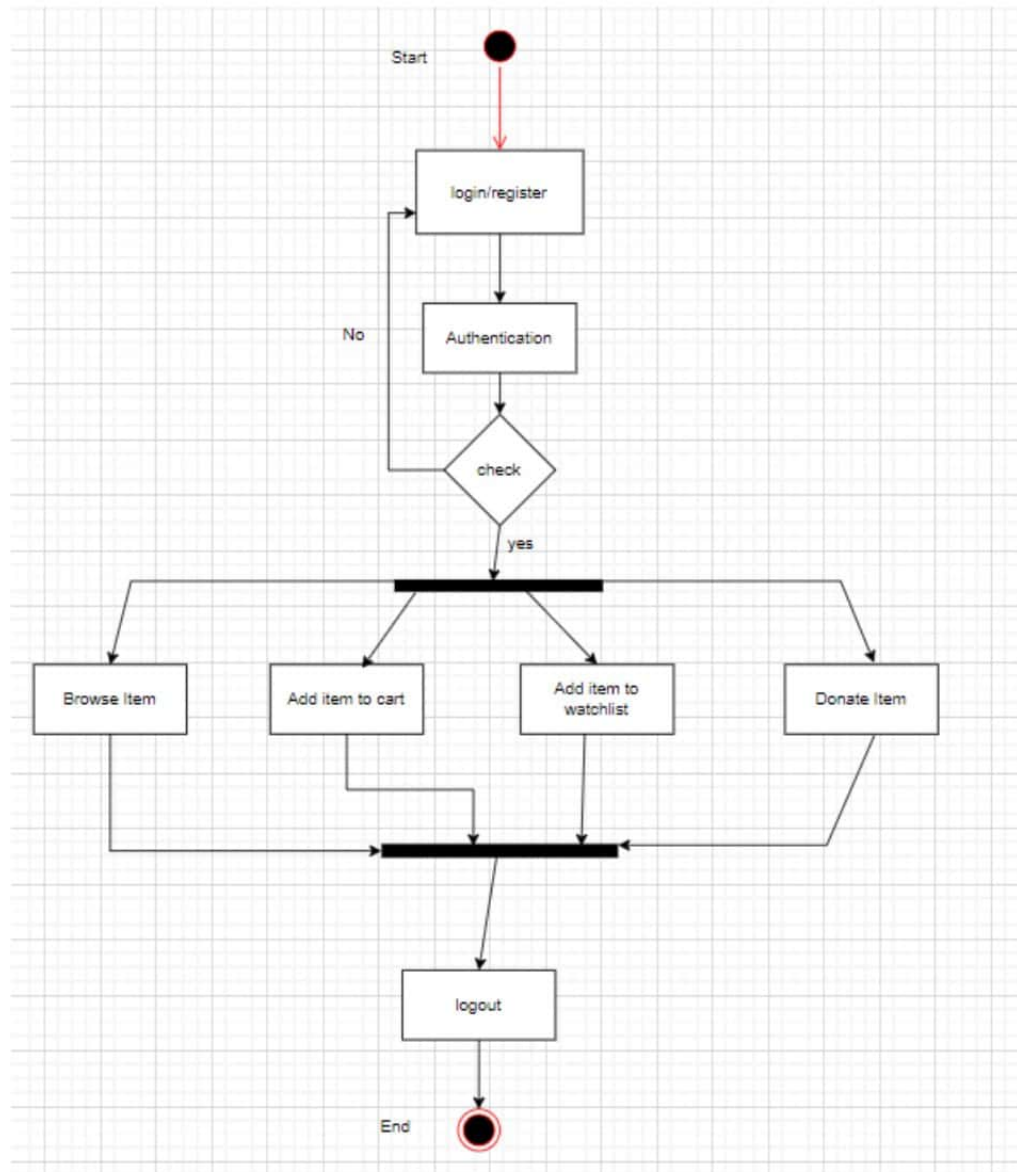 Start
login/register
No
Authentication
check
yes
Browse Item
Add item to cart
Add item to
watchlist
Donate Item
logout
End